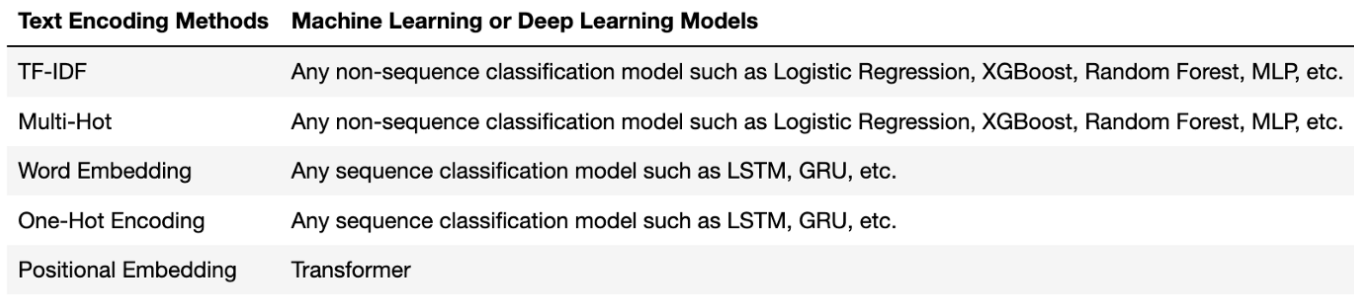 Text Encoding Methods Machine Learning or Deep Learning Models
TF-IDF Any non-sequence classification model such as Logistic Regression, XGBoost, Random Forest, MLP, etc.
Multi-Hot Any non-sequence classification model such as Logistic Regression, XGBoost, Random Forest, MLP, etc.
Word Embedding Any sequence classification model such as LSTM, GRU, etc.
One-Hot Encoding Any sequence classification model such as LSTM, GRU, etc.
Positional Embedding Transformer